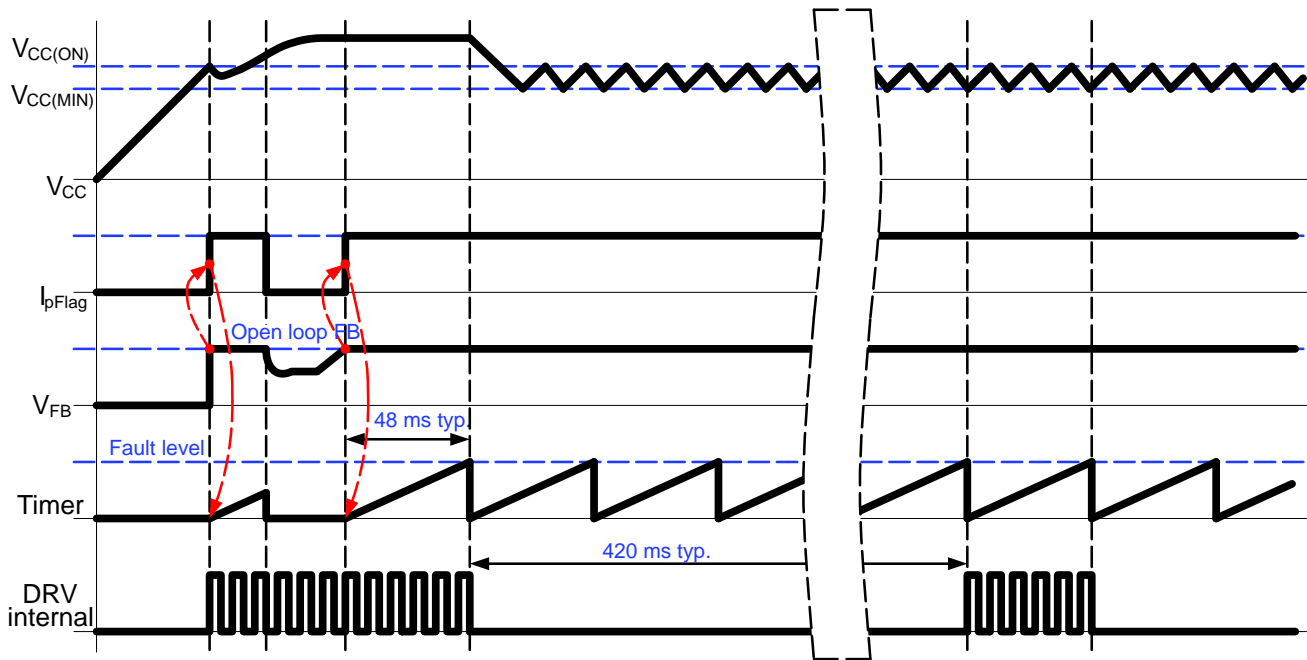 VCC(ON)
VCC(MIN)
VCC
IpFlag
Open loop FB
VFB
48 ms typ.
Fault level
Timer
420 ms typ.
DRV
internal